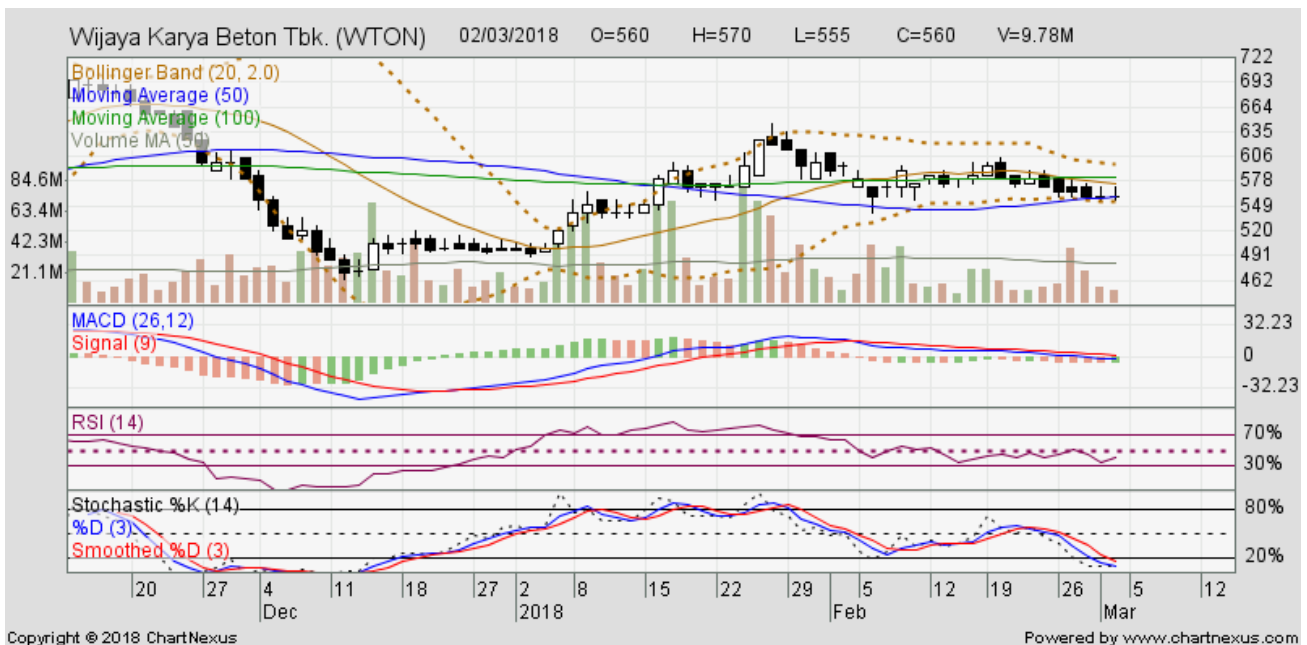 Wijaya Karya Beton Tbk. (WTON) 02/03/2018 O=560 H=570 L=555 C=560 V=9.78M
Bollinger Band (20, 2.0)
Moving Average (50)
Moving Average (100)
Volume MA (50)
722
693
664
635
606
578
549
520
491
462
84.6M
63.4M
42.3M
21.1M
MACD (26,12)
Signal (9)
32.23
0
-32.23
RSI (14)
70%
30%
Stochastic %K (14)
%D (3)
Smoothed %D (3)
80%
20%
20 27 4 11 18 27 2 8 15 22 29 5 12 19 26 5 12
Dec 2018 Feb Mar
Copyright © 2018 ChartNexus Powered by www.chartnexus.com